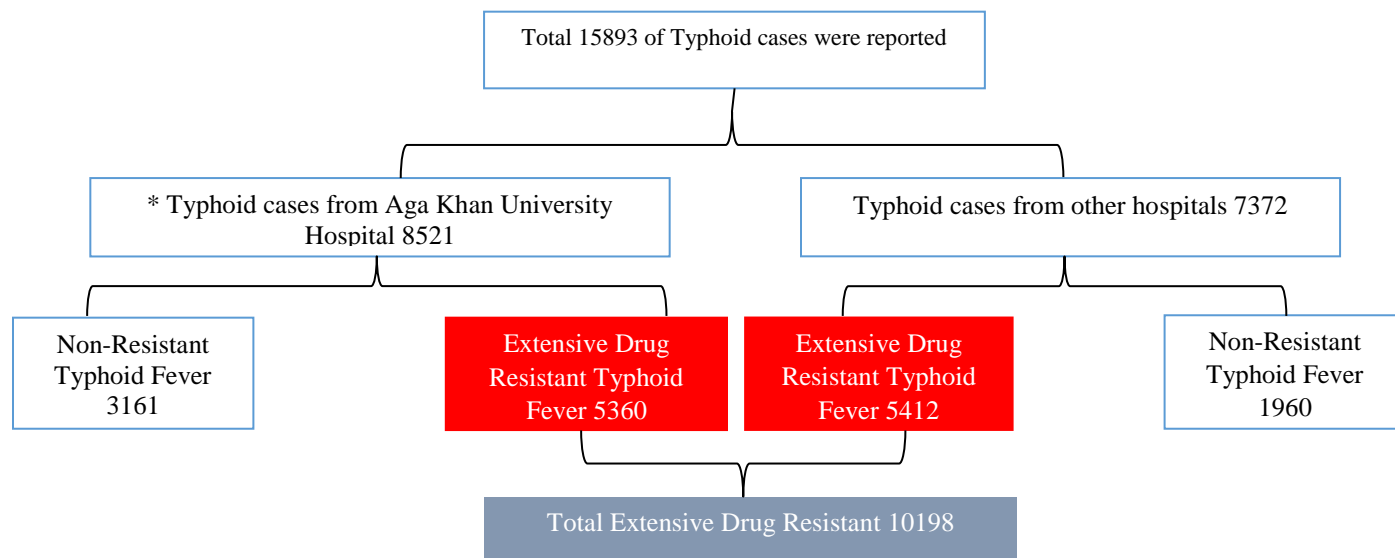 Total 15893 of Typhoid cases were reported
* Typhoid cases from Aga Khan University
Hospital 8521
Typhoid cases from other hospitals 7372
Non-Resistant
Typhoid Fever
3161
Extensive Drug
Resistant Typhoid
Fever 5360
Extensive Drug
Resistant Typhoid
Fever 5412
Non-Resistant
Typhoid Fever
1960
Total Extensive Drug Resistant 10198